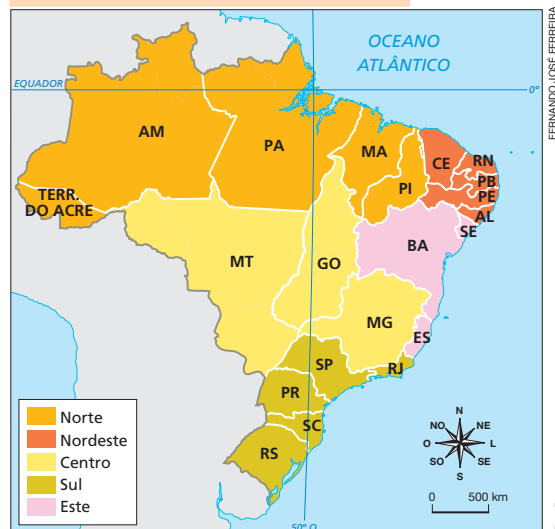 OCEANO
ATLÂNTICO
EQUADOR
0°
FERNANDO JOSÉ FERREIRA
AM
PA
MA
CE
RN
PB
PE
PI
AL
SE
TERR.
DO ACRE
BA
MT
GO
MG
ES
SP
RJ
PR
SC
RS
Norte
Nordeste
Centro
Sul
Este
N
NO
NE
O
L
SO
SE
S
0
500 km
50° O